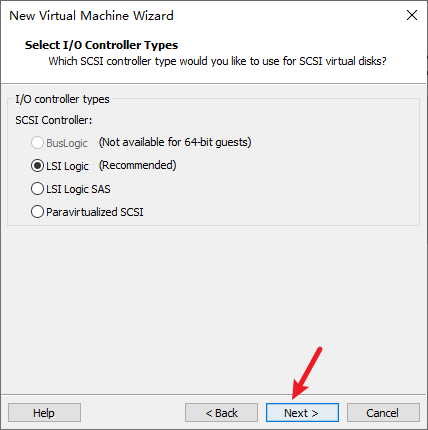 New Virtual Machine Wizard
Select I/O Controller Types
Which SCSI controller type would you like to use for SCSI virtual disks?
I/O controller types
SCSI Controller:
BusLogic (Not available for 64-bit guests)
LSI Logic (Recommended)
LSI Logic SAS
Paravirtualized SCSI
Help < Back Next > Cancel